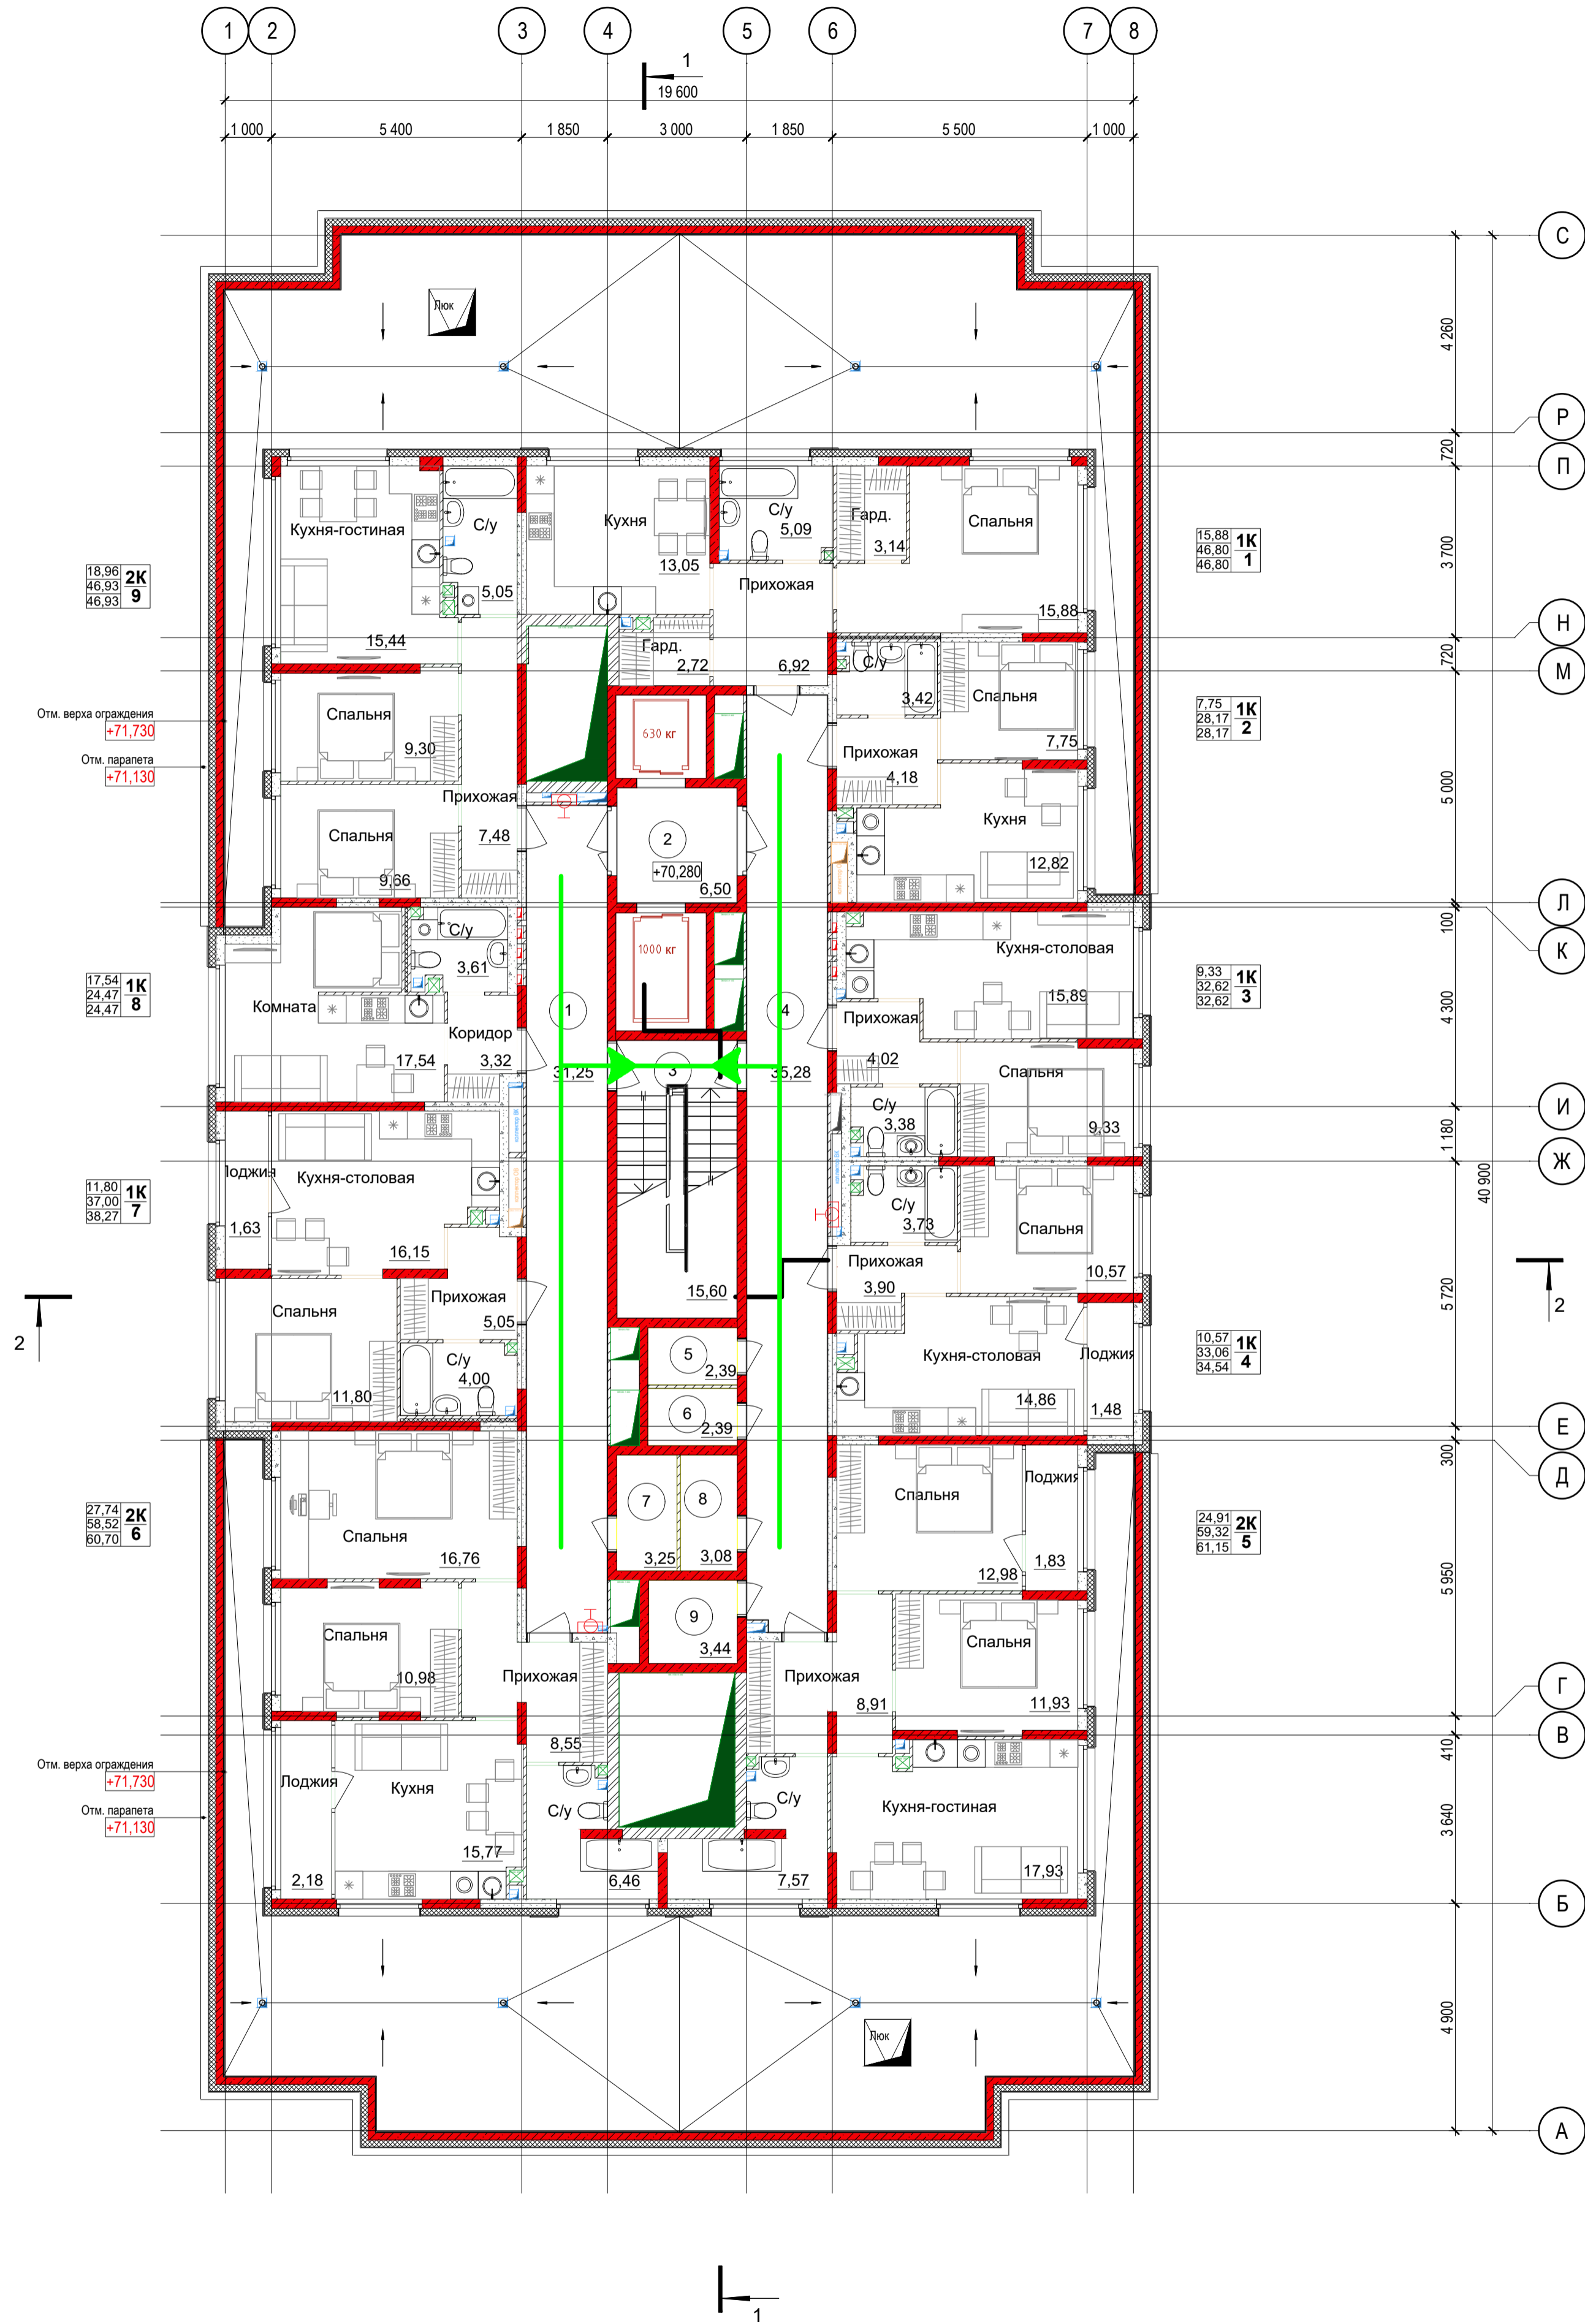 1 2 3 4 5 6 7 8
1
19 600
1 000 5 400 1 850 3 000 1 850 5 500 1 000
С
Люк
4 260
Р
720
П
Кухня-гостиная
С/у
Кухня
С/у
5,09
Гард.
3,14
Спальня
15,88 1К
46,80 1
46,80
3 700
18,96 2К
46,93 9
46,93
5,05
13,05
Прихожая
15,88
15,44
Гард.
2,72
6,92
С/у
Н
720
М
3,42
Спальня
7,75 1К
28,17 2
28,17
Отм. верха ограждения
+71,730
Спальня
9,30
630 кг
7,75
Отм. парапета
+71,130
Прихожая
4,18
5 000
Прихожая
7,48
Спальня
9,66
2
+70,280
6,50
Кухня
12,82
Л
100
К
С/у
3,61
1000 кг
Кухня-столовая
15,89
9,33 1К
32,62 3
32,62
17,54 1К
24,47 8
24,47
Комната
17,54
Коридор
3,32
1
31,25
4
35,28
Прихожая
4,02
4 300
3
Спальня
9,33
С/у
3,38
И
1 180
Ж
Кухня-столовая
16,15
1,63
11,80 1К
37,00 7
38,27
С/у
3,73
Спальня
10,57
40 900
Прихожая
3,90
15,60
2
2
Спальня
11,80
Прихожая
5,05
С/у
4,00
5
2,39
6
2,39
Кухня-столовая
14,86
1,48
10,57 1К
33,06 4
34,54
5 720
Е
300
Д
27,74 2К
58,52 6
60,70
Спальня
16,76
7
3,25
8
3,08
Спальня
12,98
1,83
24,91 2К
59,32 5
61,15
5 950
Спальня
10,98
Прихожая
8,55
9
3,44
Прихожая
8,91
Спальня
11,93
Г
В
410
Отм. верха ограждения
+71,730
Отм. парапета
+71,130
Лоджия
2,18
Кухня
15,77
С/у
6,46
С/у
7,57
Кухня-гостиная
17,93
3 640
Б
Люк
4 900
А
1